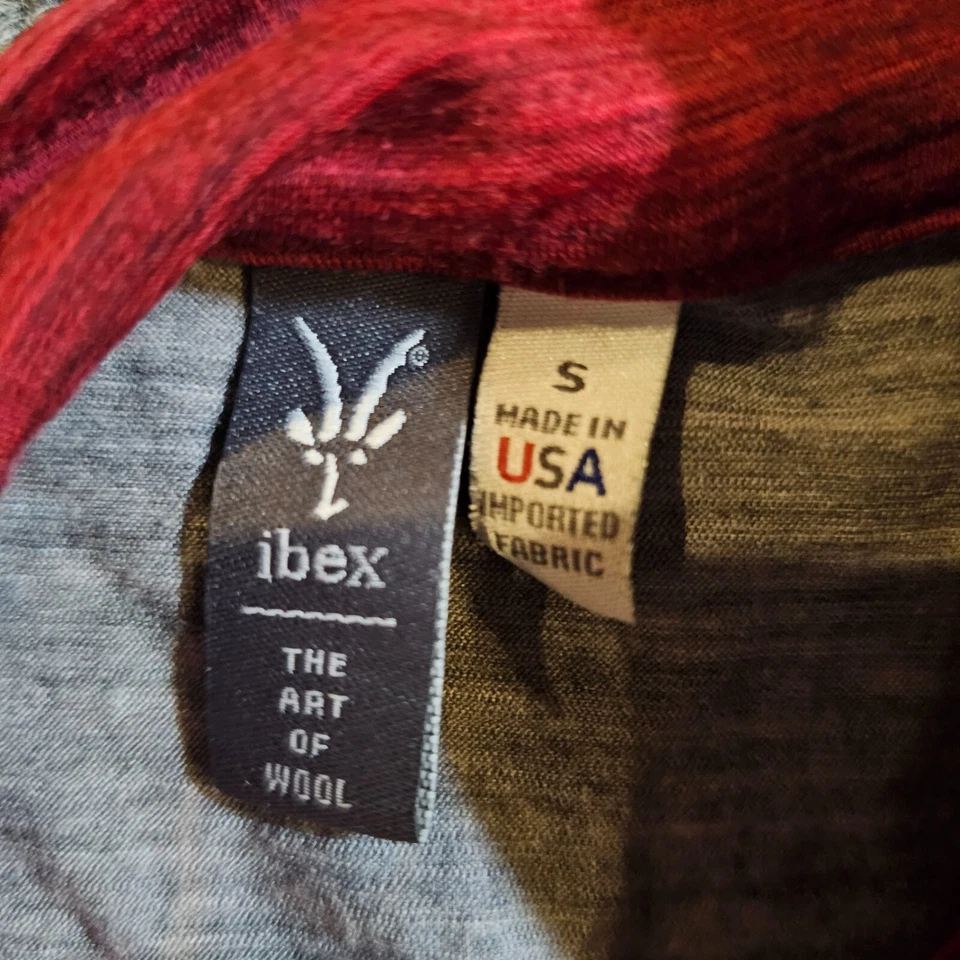 ®
ibex
THE
ART
OF
WOOL
S
MADE IN
USA
IMPORTED
FABRIC